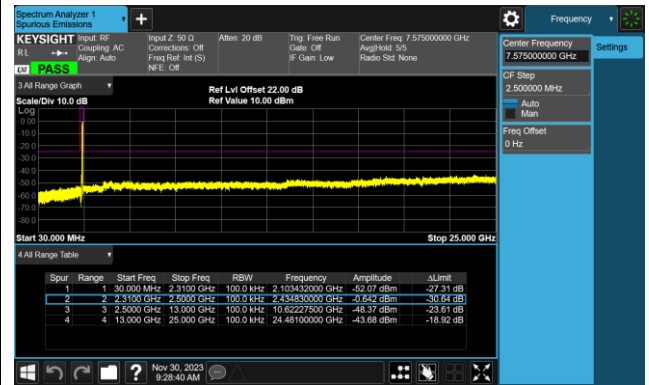 Spectrum Analyzer 1
Spurious Emissions
Frequency
KEYSIGHT Input: RF Input Z: 50 Ω Atten: 20 dB Trig: Free Run Center Freq: 7.575000000 GHz
RL Coupling: AC Corrections: Off Gate: Off Avg|Hold: 5/5
Align: Auto Freq Ref: Int (S) IF Gain: Low Radio Std: None
NFE: Off
LXI PASS
Center Frequency
7.575000000 GHz
Settings
CF Step
2.500000 MHz
Auto
Man
Freq Offset
0 Hz
3 All Range Graph
Ref Lvl Offset 22.00 dB
Scale/Div 10.0 dB Ref Value 10.00 dBm
Log
0.00
-10.0
-20.0
-30.0
-40.0
-50.0
-60.0
-70.0
-80.0
Start 30.000 MHz Stop 25.000 GHz
4 All Range Table
Spur Range Start Freq Stop Freq RBW Frequency Amplitude ΔLimit
1 1 30.000 MHz 2.3100 GHz 100.0 kHz 2.103432000 GHz -52.07 dBm -27.31 dB
2 2 2.3100 GHz 2.5000 GHz 100.0 kHz 2.434830000 GHz -0.642 dBm -30.64 dB
3 3 2.5000 GHz 13.000 GHz 100.0 kHz 10.62227500 GHz -48.37 dBm -23.61 dB
4 4 13.000 GHz 25.000 GHz 100.0 kHz 24.48100000 GHz -43.68 dBm -18.92 dB
Nov 30, 2023
9:28:40 AM